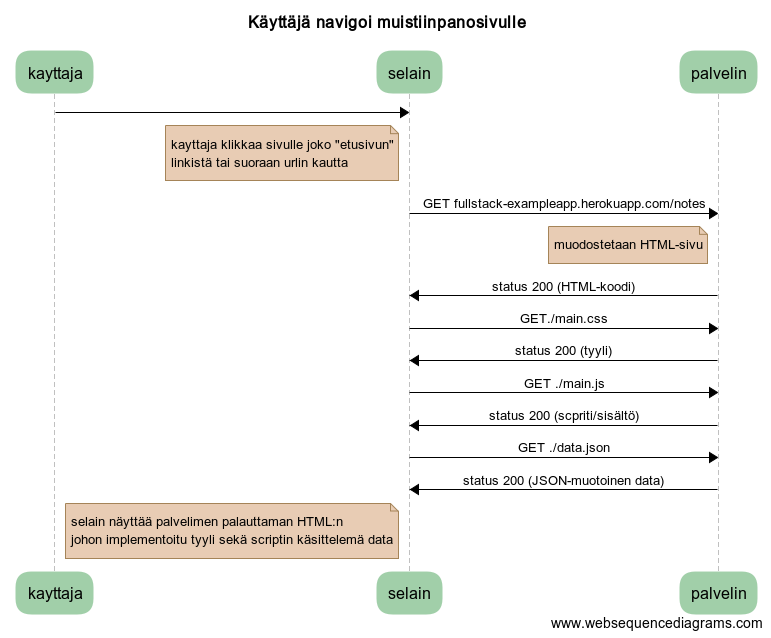 Käyttäjä navigoi muistiinpanosivulle
kayttaja
selain
palvelin
kayttaja klikkaa sivulle joko "etusivun"
linkistä tai suoraan urlin kautta
GET fullstack-exampleapp.herokuapp.com/notes
muodostetaan HTML-sivu
status 200 (HTML-koodi)
GET./main.css
status 200 (tyyli)
GET ./main.js
status 200 (scpriti/sisältö)
GET ./data.json
status 200 (JSON-muotoinen data)
selain näyttää palvelimen palauttaman HTML:n
johon implementoitu tyyli sekä scriptin käsittelemä data
kayttaja
selain
palvelin
www.websequencediagrams.com